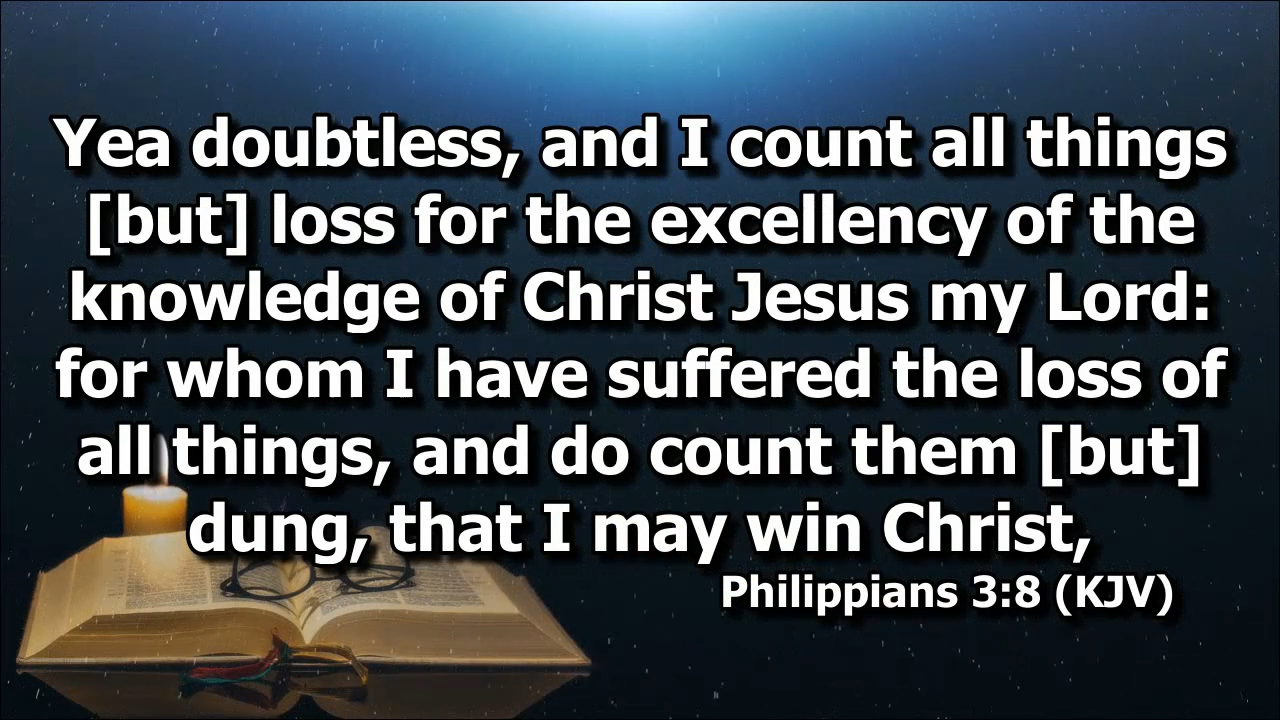 Yea doubtless, and I count all things
[but] loss for the excellency of the
knowledge of Christ Jesus my Lord:
for whom I have suffered the loss of
all things, and do count them [but]
dung, that I may win Christ,
Philippians 3:8 (KJV)